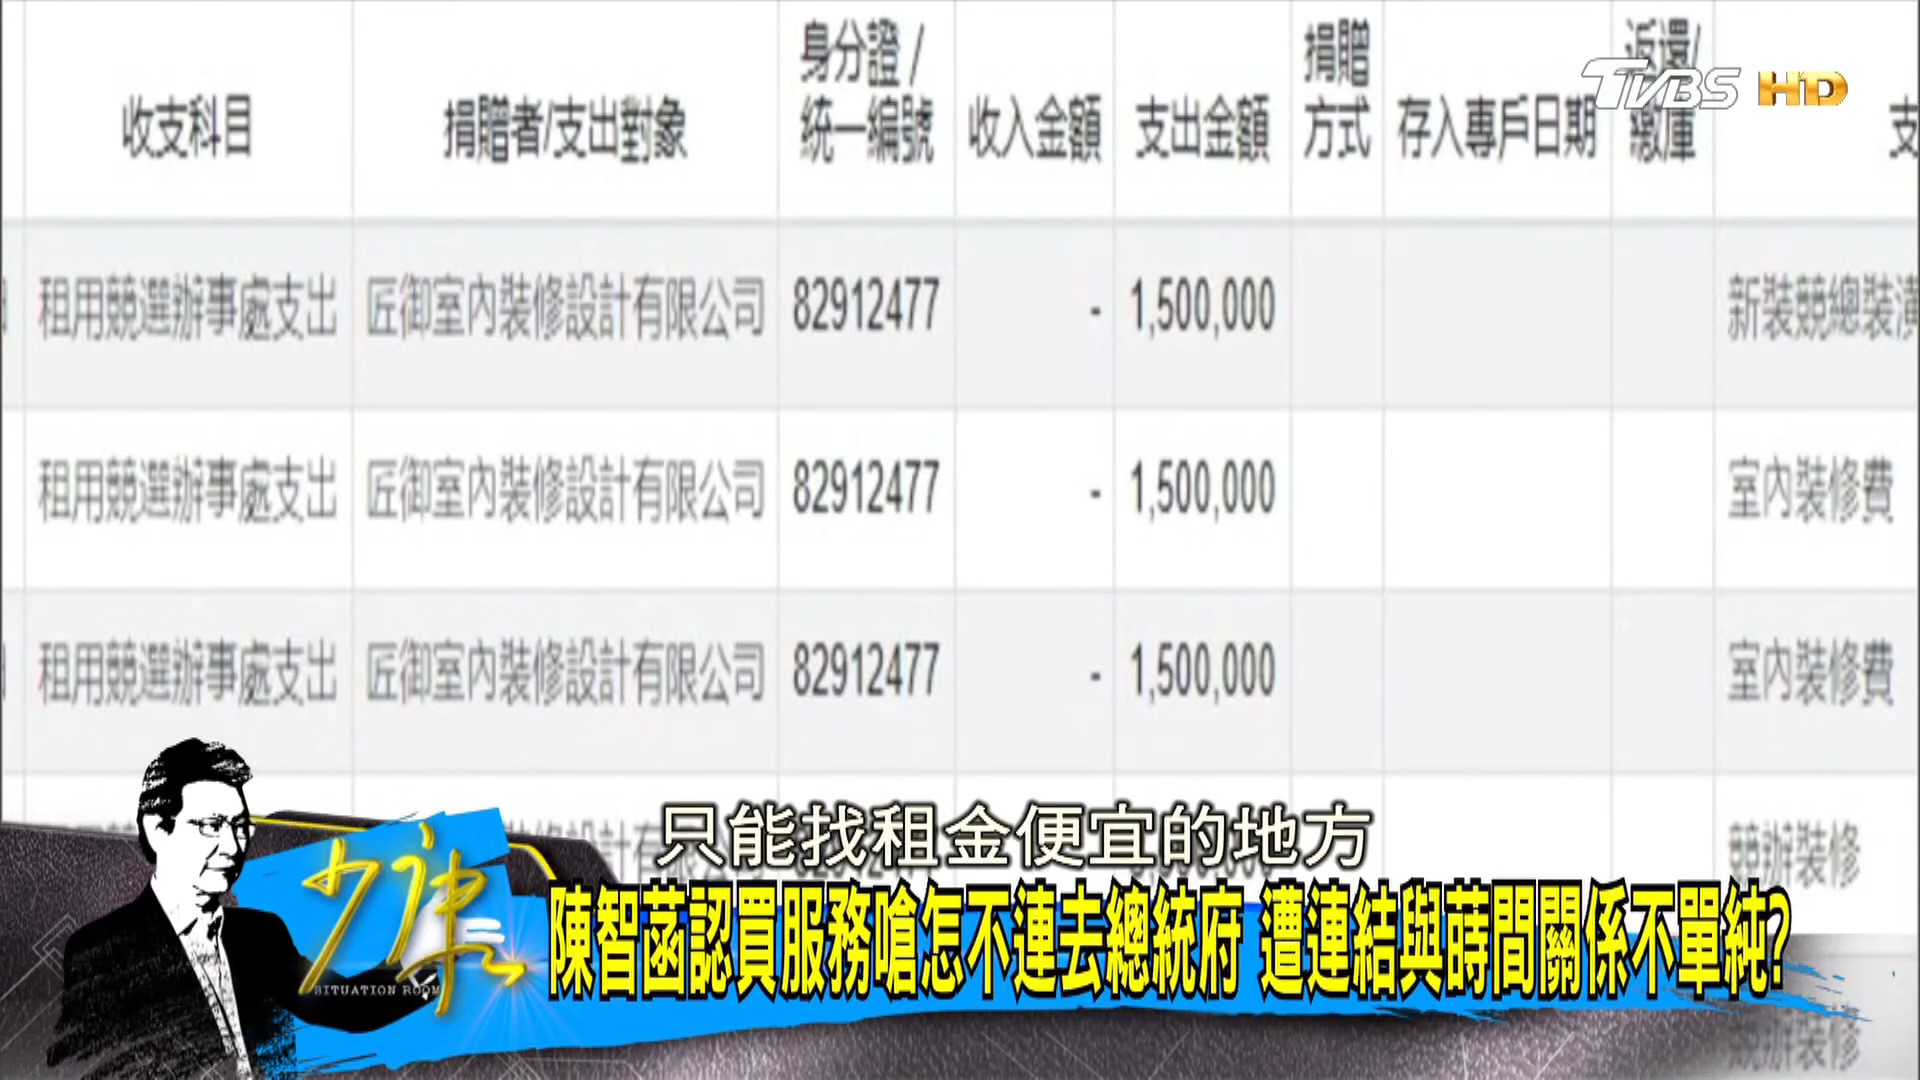 收支科目 捐贈者/支出對象 身分證/統一編號 收入金額 支出金額 捐贈方式 存入專戶日期 返還/繳庫 支
TVBS HD
租用競選辦事處支出 匠御室內裝修設計有限公司 82912477 - 1,500,000 新裝競總裝潢
租用競選辦事處支出 匠御室內裝修設計有限公司 82912477 - 1,500,000 室內裝修費
租用競選辦事處支出 匠御室內裝修設計有限公司 82912477 - 1,500,000 室內裝修費
競辦裝修
只能找租金便宜的地方
少康
SITUATION ROOM
陳智菡認買服務嗆怎不連去總統府 遭連結與蒔間關係不單純?
競辦裝修